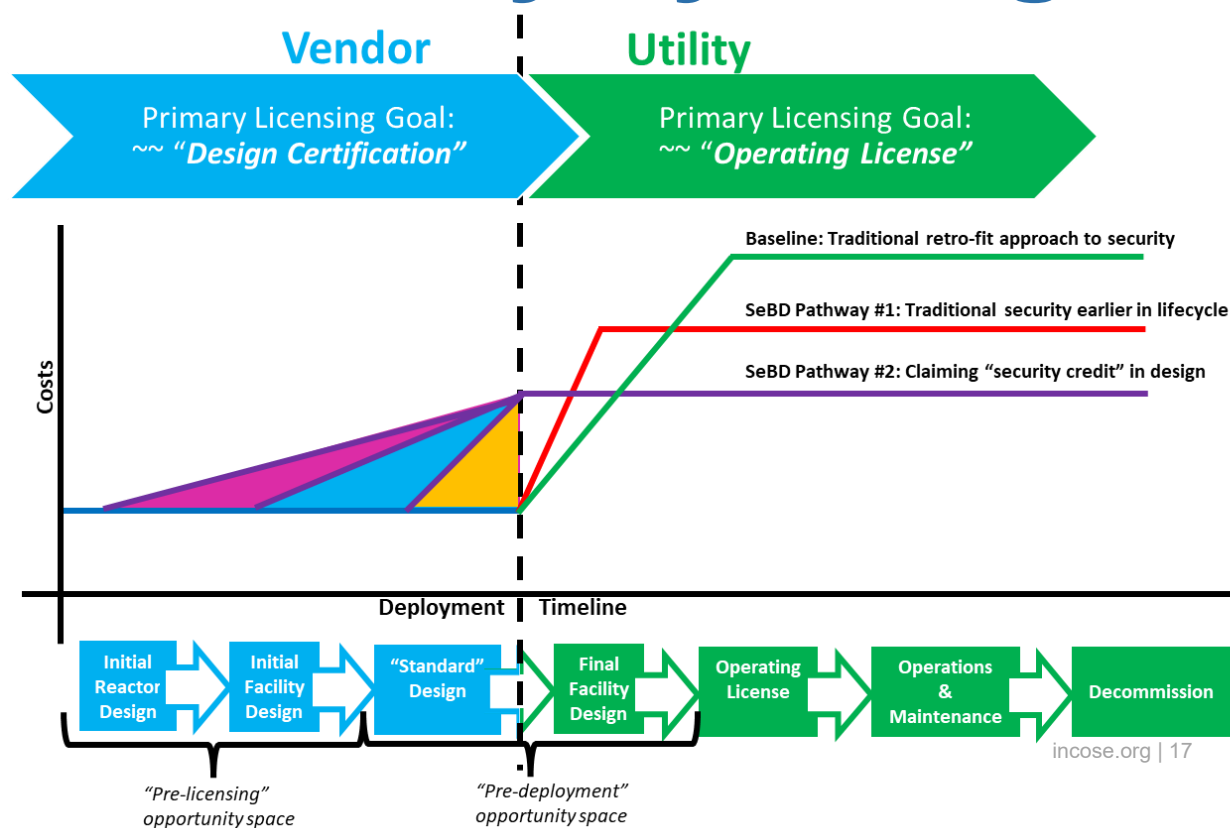 Vendor
Utility
Primary Licensing Goal:
~~ “Design Certification”
Primary Licensing Goal:
~~ “Operating License”
Baseline: Traditional retro-fit approach to security
SeBD Pathway #1: Traditional security earlier in lifecycle
SeBD Pathway #2: Claiming “security credit” in design
Costs
Deployment Timeline
Initial
Reactor
Design
Initial
Facility
Design
“Standard”
Design
Final
Facility
Design
Operating
License
Operations
&
Maintenance
Decommission
incose.org | 17
“Pre-licensing”
opportunity space
“Pre-deployment”
opportunity space